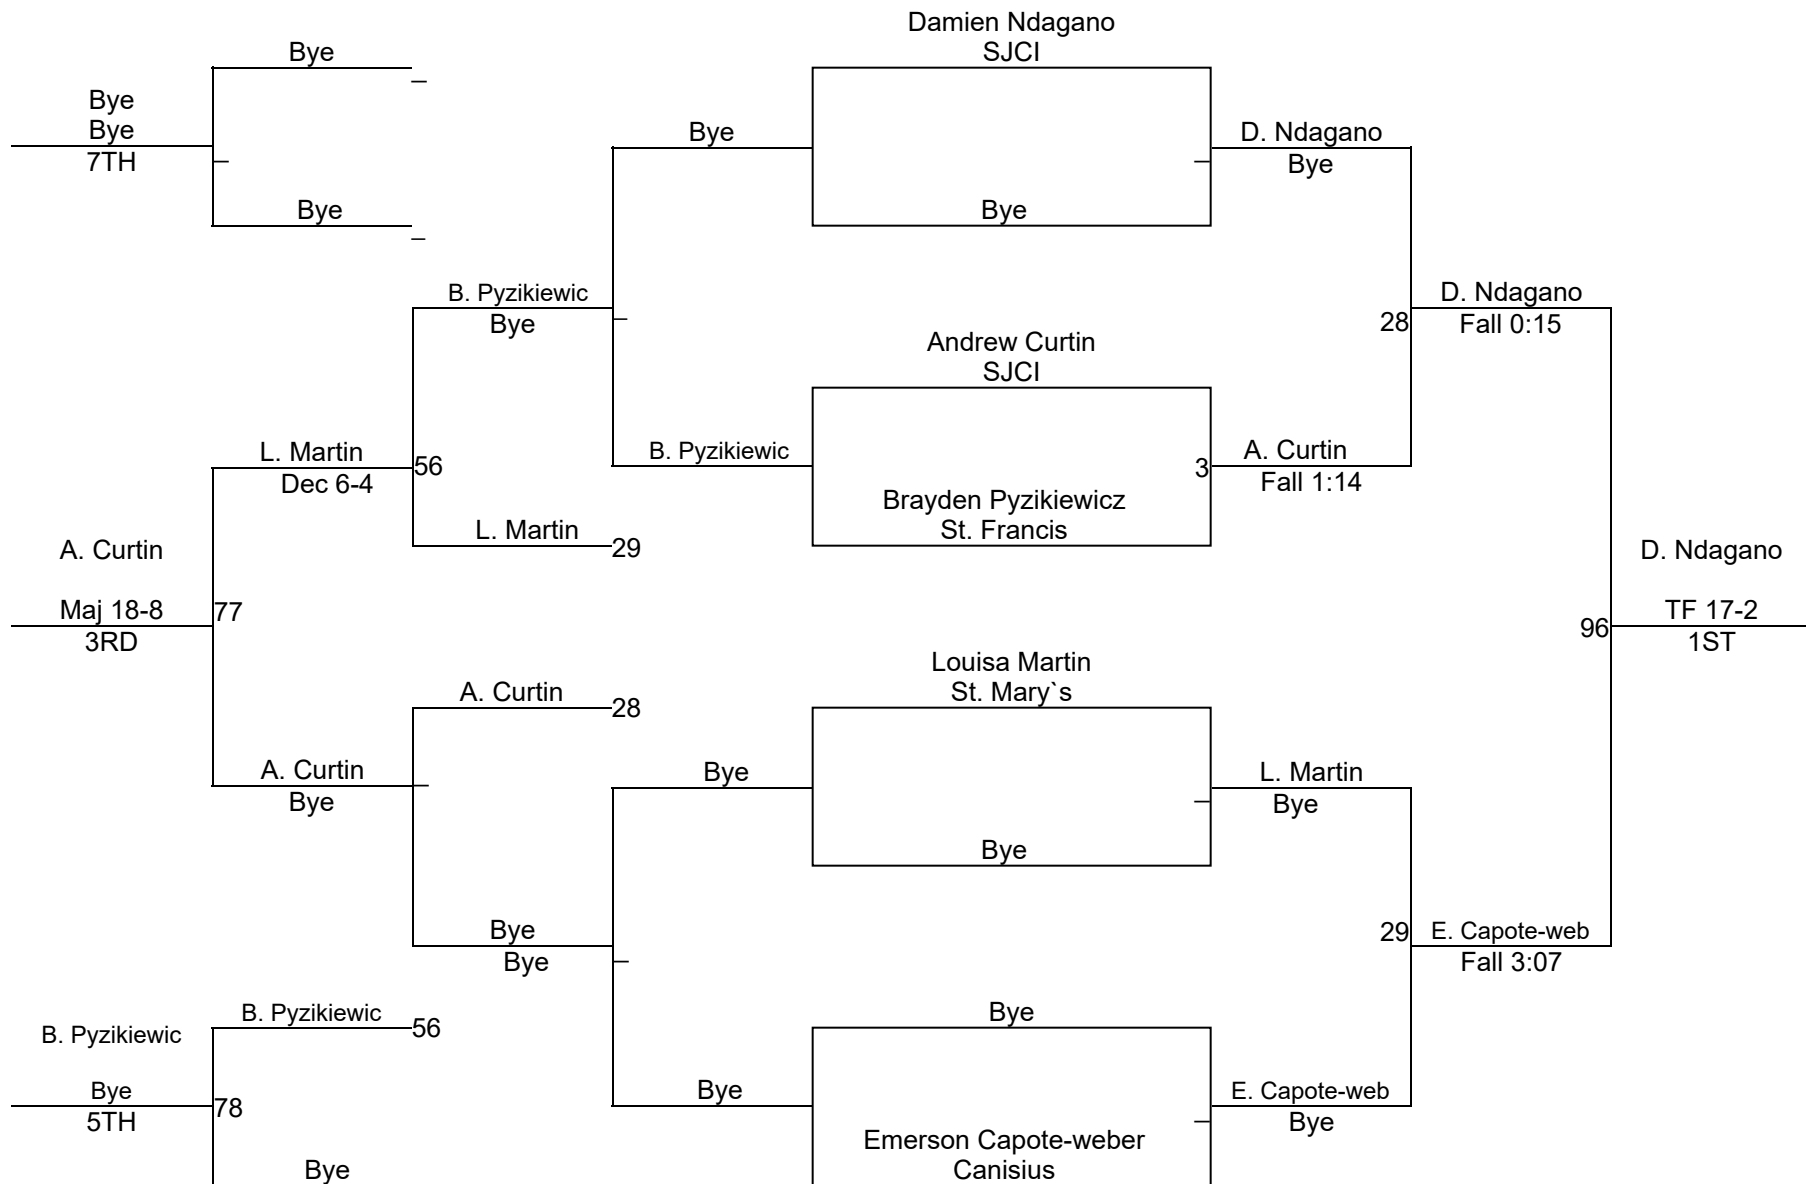 Damien Ndagano
SJCI
Bye
Bye
Bye
7TH
Bye
D. Ndagano
Bye
Bye
Bye
B. Pyzikiewic
Bye
D. Ndagano
Fall 0:15
28
Andrew Curtin
SJCI
L. Martin
Dec 6-4
56
B. Pyzikiewic
3
A. Curtin
Fall 1:14
Brayden Pyzikiewicz
St. Francis
L. Martin
29
A. Curtin
Maj 18-8
3RD
77
D. Ndagano
TF 17-2
1ST
96
Louisa Martin
St. Mary`s
A. Curtin
28
A. Curtin
Bye
Bye
L. Martin
Bye
Bye
Bye
Bye
29
E. Capote-web
Fall 3:07
B. Pyzikiewic
56
Bye
B. Pyzikiewic
Bye
5TH
78
Bye
E. Capote-web
Bye
Emerson Capote-weber
Canisius
Bye